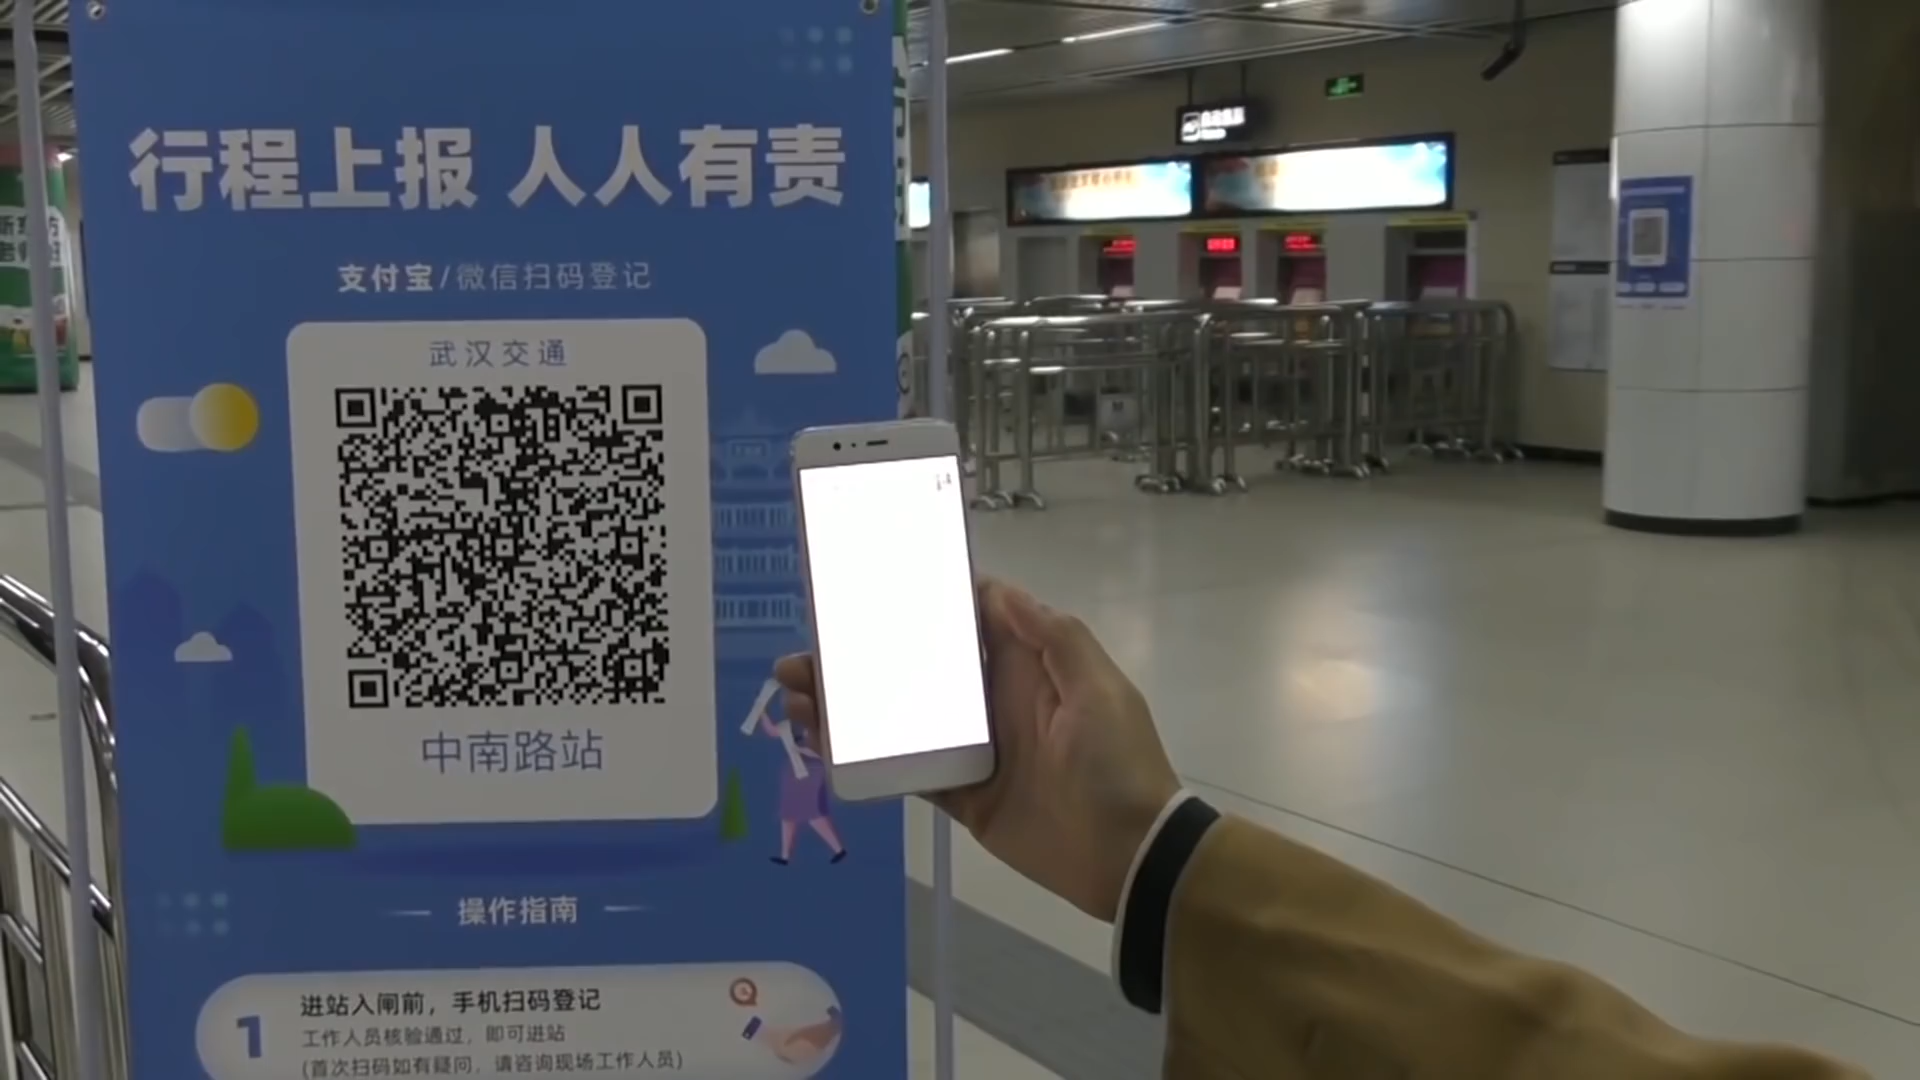 行程上报 人人有责
支付宝/微信扫码登记
武汉交通
中南路站
操作指南
1
进站入闸前，手机扫码登记
工作人员核验通过，即可进站
(首次扫码如有疑问，请咨询现场工作人员)